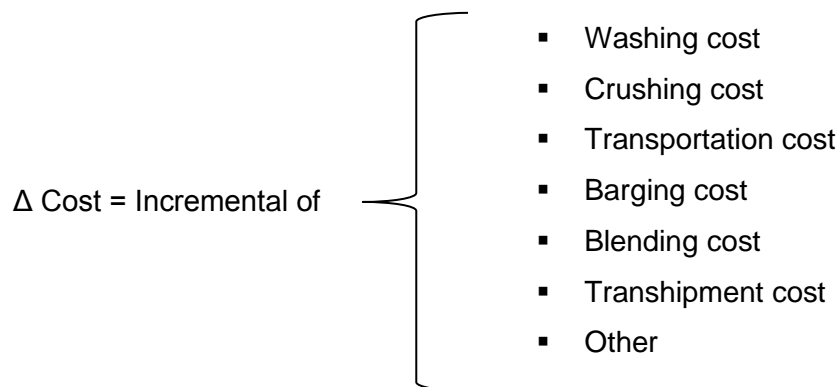 Δ Cost = Incremental of
▪ Washing cost
▪ Crushing cost
▪ Transportation cost
▪ Barging cost
▪ Blending cost
▪ Transhipment cost
▪ Other